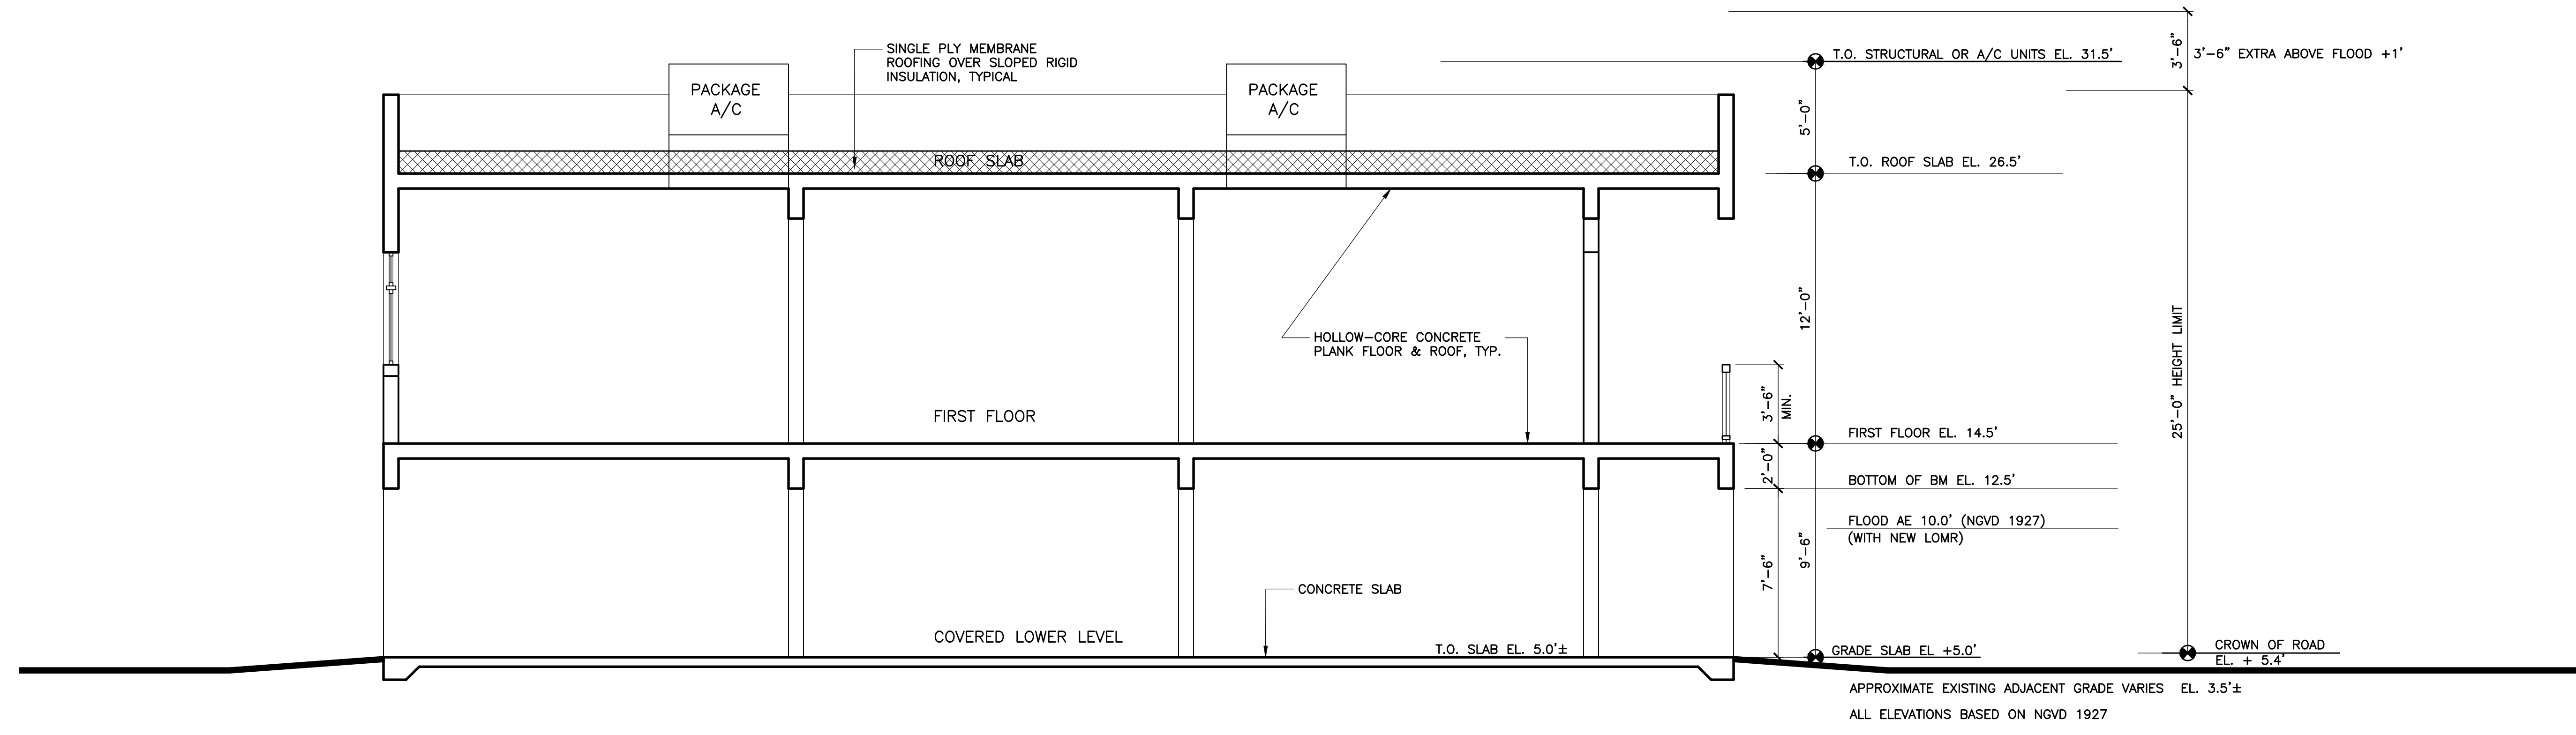 SINGLE PLY MEMBRANE
ROOFING OVER SLOPED RIGID
INSULATION, TYPICAL
PACKAGE
A/C
PACKAGE
A/C
ROOF SLAB
HOLLOW-CORE CONCRETE
PLANK FLOOR & ROOF, TYP.
FIRST FLOOR
CONCRETE SLAB
COVERED LOWER LEVEL
T.O. SLAB EL. 5.0'±
T.O. STRUCTURAL OR A/C UNITS EL. 31.5'
5'-0"
T.O. ROOF SLAB EL. 26.5'
12'-0"
3'-6"
MIN.
FIRST FLOOR EL. 14.5'
2'-0"
BOTTOM OF BM EL. 12.5'
FLOOD AE 10.0' (NGVD 1927)
(WITH NEW LOMR)
9'-6"
7'-6"
GRADE SLAB EL +5.0'
APPROXIMATE EXISTING ADJACENT GRADE VARIES EL. 3.5'±
ALL ELEVATIONS BASED ON NGVD 1927
3'-6"
3'-6" EXTRA ABOVE FLOOD +1'
25'-0" HEIGHT LIMIT
CROWN OF ROAD
EL. + 5.4'